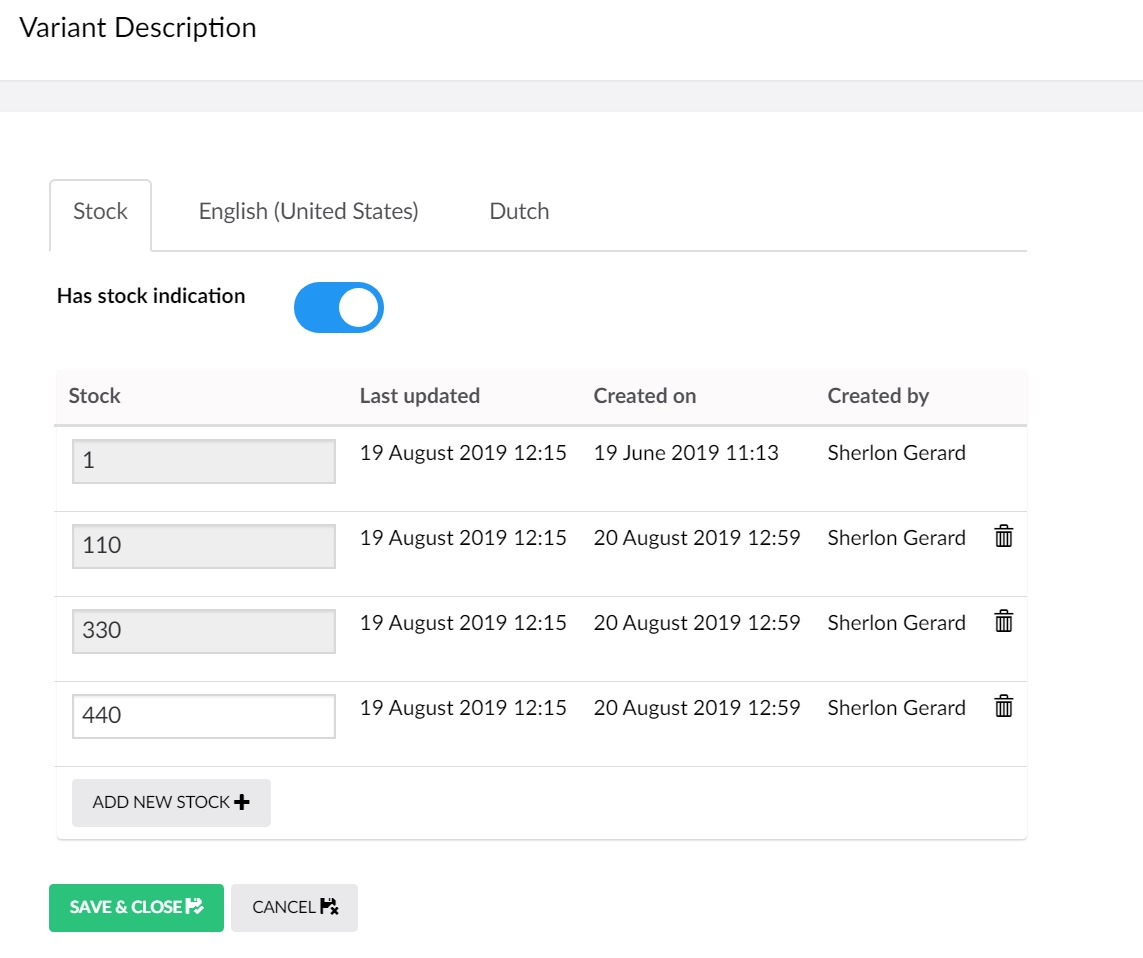 Variant Description
Stock English (United States) Dutch
Has stock indication
Stock Last updated Created on Created by
1 19 August 2019 12:15 19 June 2019 11:13 Sherlon Gerard
110 19 August 2019 12:15 20 August 2019 12:59 Sherlon Gerard
330 19 August 2019 12:15 20 August 2019 12:59 Sherlon Gerard
440 19 August 2019 12:15 20 August 2019 12:59 Sherlon Gerard
ADD NEW STOCK
SAVE & CLOSE CANCEL